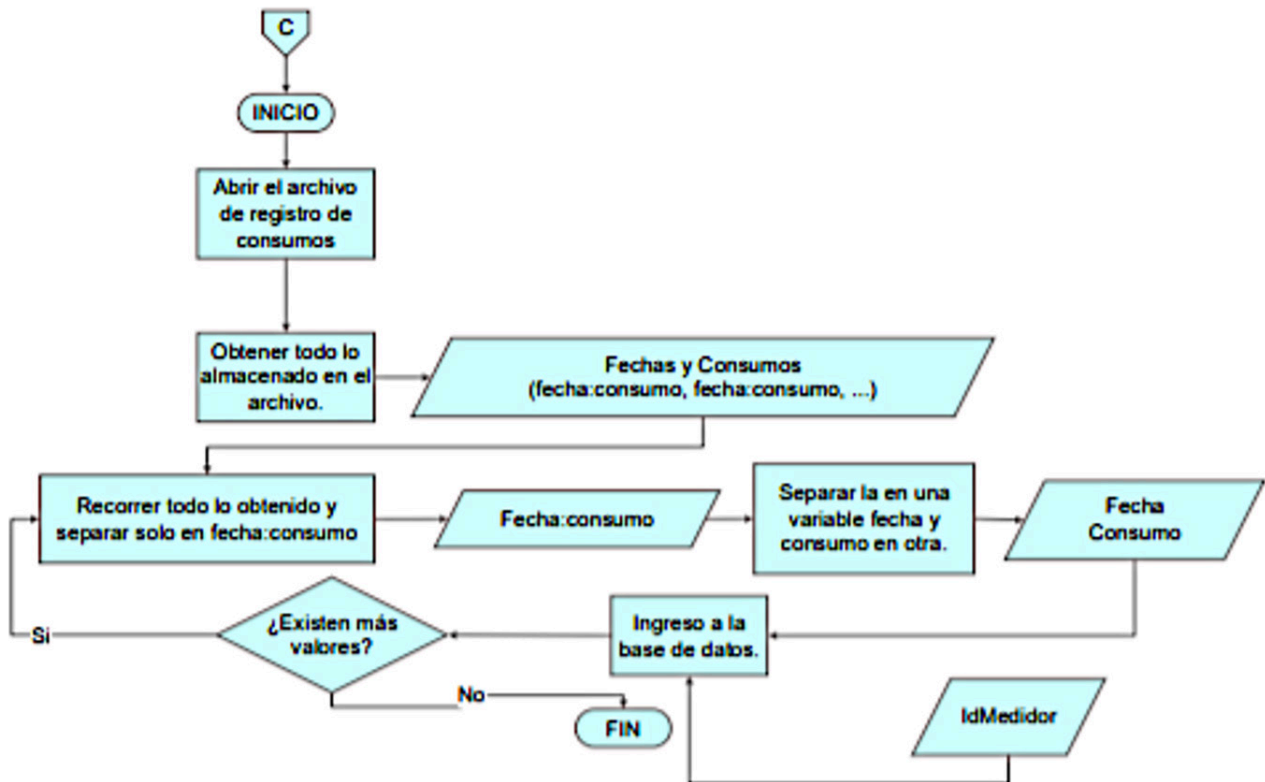 C
INICIO
Abrir el archivo
de registro de
consumos
Obtener todo lo
almacenado en el
archivo.
Fechas y Consumos
(fecha:consumo, fecha:consumo, ...)
Recorrer todo lo obtenido y
separar solo en fecha:consumo
Fecha:consumo
Separar la en una
variable fecha y
consumo en otra.
Fecha
Consumo
Ingreso a la
base de datos.
¿Existen más
valores?
Si
No
FIN
IdMedidor